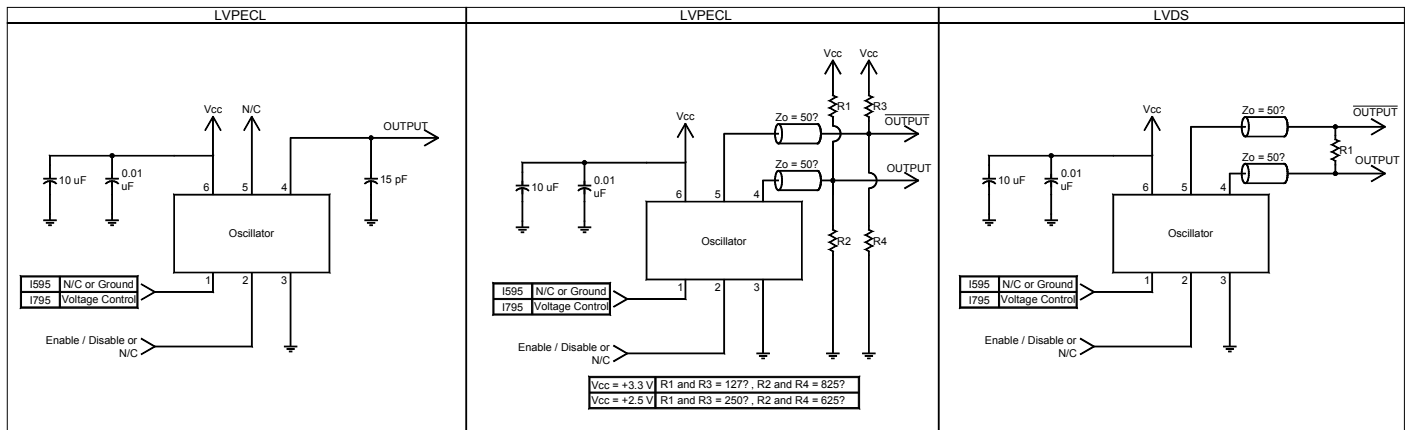 LVPECL
Vcc
N/C
OUTPUT
10 uF
0.01
uF
15 pF
6
5
4
Oscillator
1
2
3
I595 N/C or Ground
I795 Voltage Control
Enable / Disable or
N/C
LVPECL
Vcc
Vcc
R1
R3
Vcc
Zo = 50?
OUTPUT
Zo = 50?
OUTPUT
10 uF
0.01
uF
6
5
4
Oscillator
R2
R4
1
2
3
I595 N/C or Ground
I795 Voltage Control
Enable / Disable or
N/C
Vcc = +3.3 V R1 and R3 = 127? , R2 and R4 = 825?
Vcc = +2.5 V R1 and R3 = 250? , R2 and R4 = 625?
LVDS
Vcc
Zo = 50?
OUTPUT
R1
Zo = 50?
OUTPUT
10 uF
0.01
uF
6
5
4
Oscillator
1
2
3
I595 N/C or Ground
I795 Voltage Control
Enable / Disable or
N/C